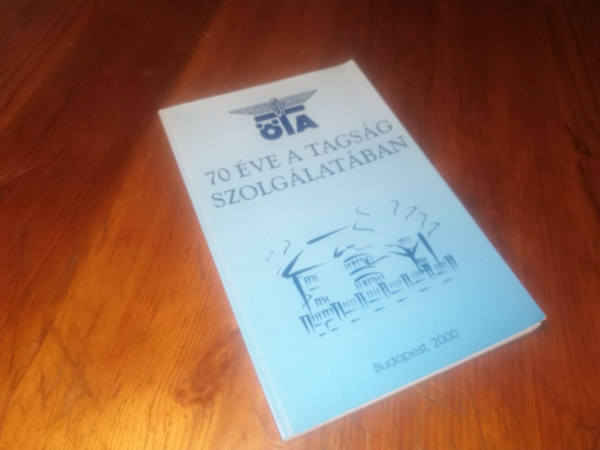 ÖTA
70 ÉVE A TAGSÁG
SZOLGÁLATÁBAN
Budapest, 2000